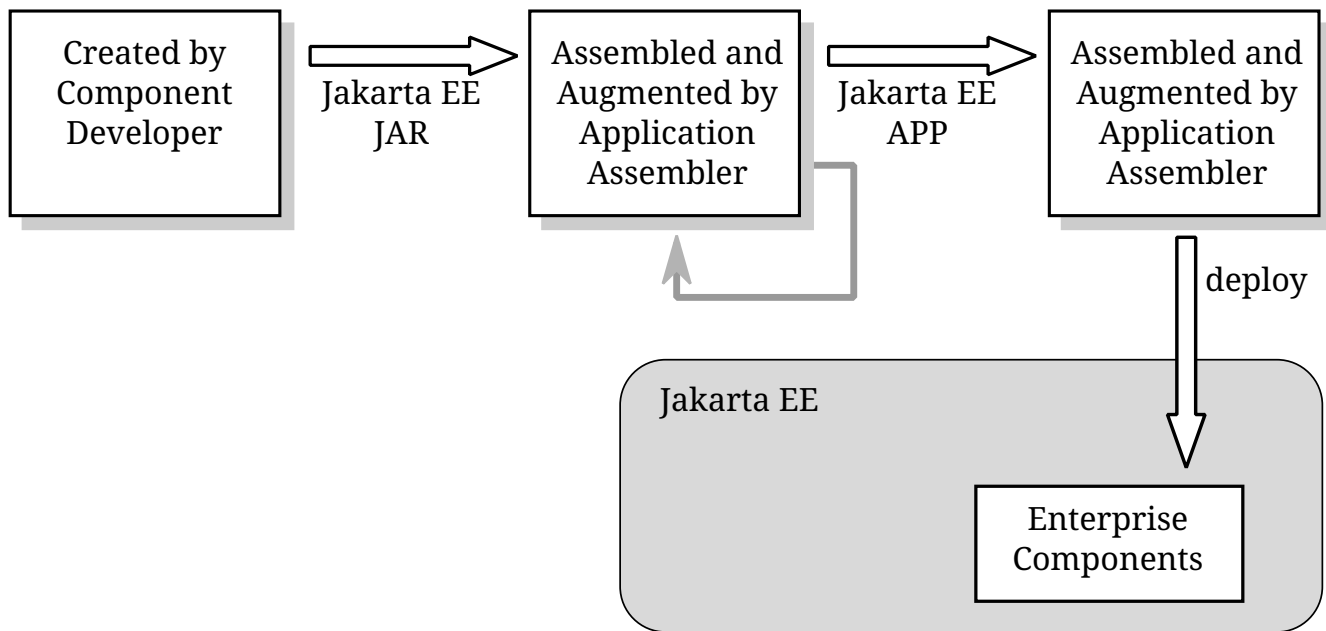 Created by
Component
Developer
Jakarta EE
JAR
Assembled and
Augmented by
Application
Assembler
Jakarta EE
APP
Assembled and
Augmented by
Application
Assembler
deploy
Jakarta EE
Enterprise
Components